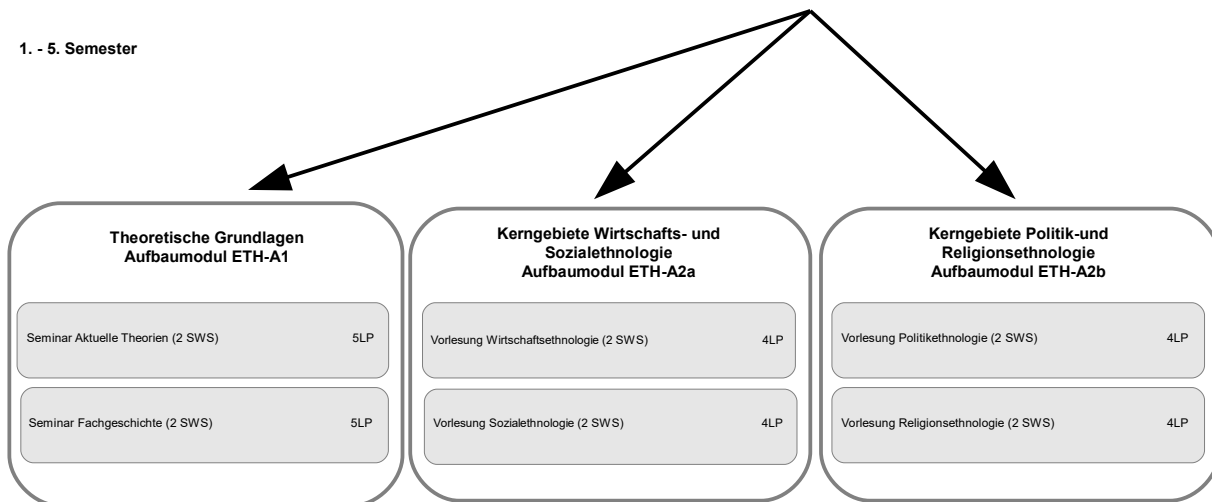 1. - 5. Semester
Theoretische Grundlagen
Aufbaumodul ETH-A1
Seminar Aktuelle Theorien (2 SWS) 5LP
Seminar Fachgeschichte (2 SWS) 5LP
Kerngebiete Wirtschafts- und
Sozialethnologie
Aufbaumodul ETH-A2a
Vorlesung Wirtschaftsethnologie (2 SWS) 4LP
Vorlesung Sozialethnologie (2 SWS) 4LP
Kerngebiete Politik-und
Religionsethnologie
Aufbaumodul ETH-A2b
Vorlesung Politikethnologie (2 SWS) 4LP
Vorlesung Religionsethnologie (2 SWS) 4LP